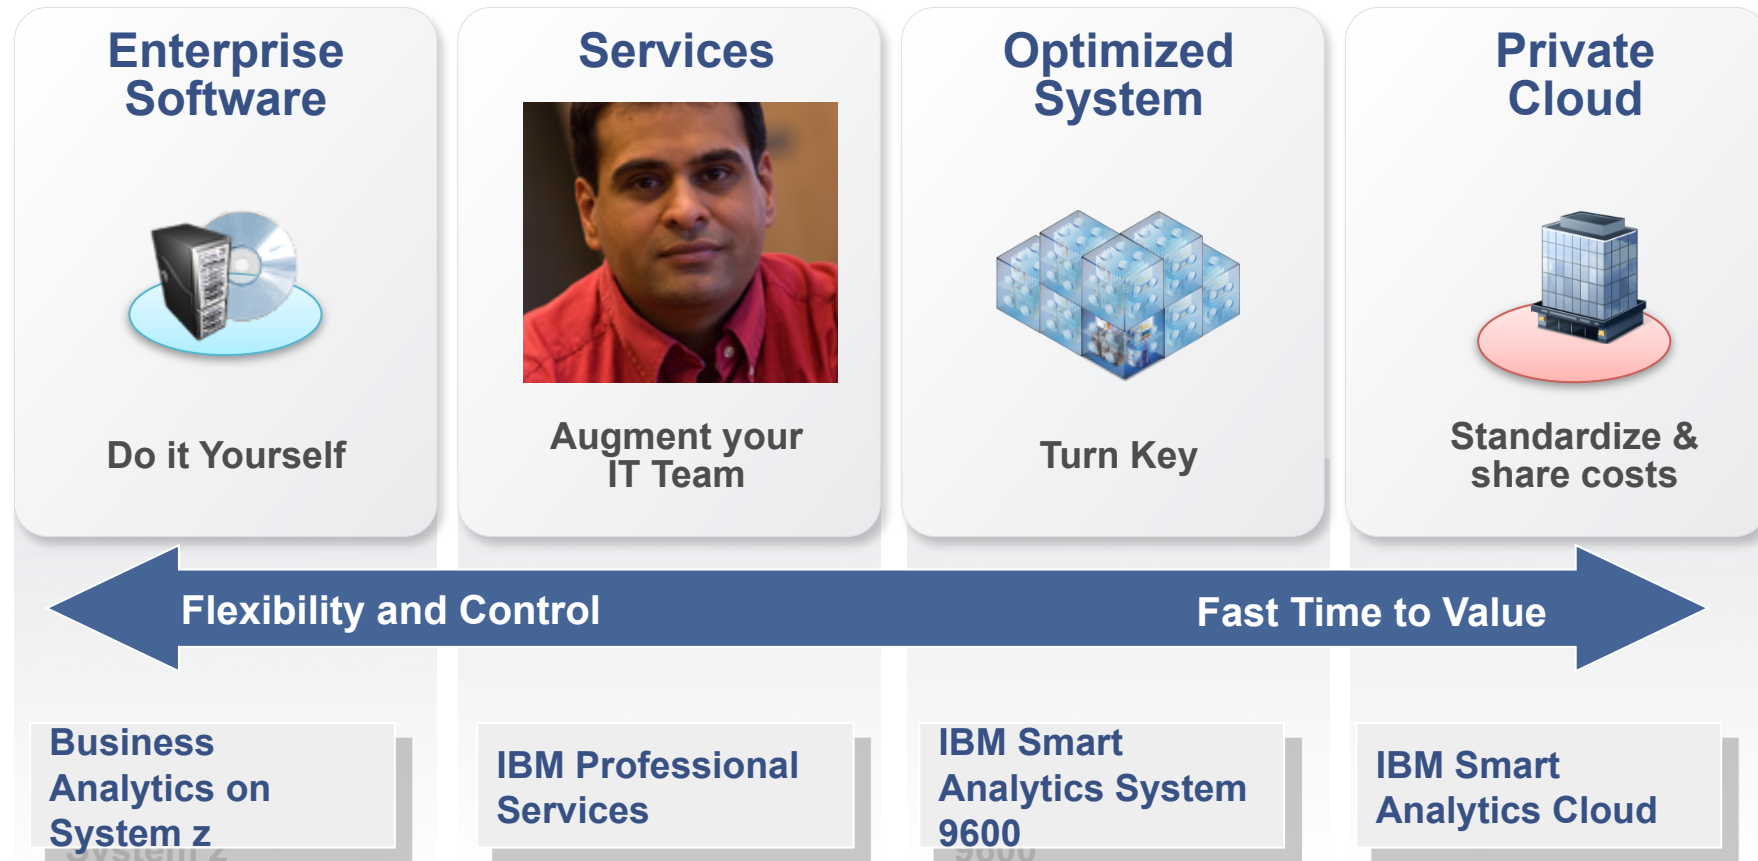 Enterprise
Software
Services
Optimized
System
Private
Cloud
Do it Yourself
Augment your
IT Team
Turn Key
Standardize &
share costs
Flexibility and Control
Fast Time to Value
Business
Analytics on
System z
IBM Professional
Services
IBM Smart
Analytics System
9600
IBM Smart
Analytics Cloud